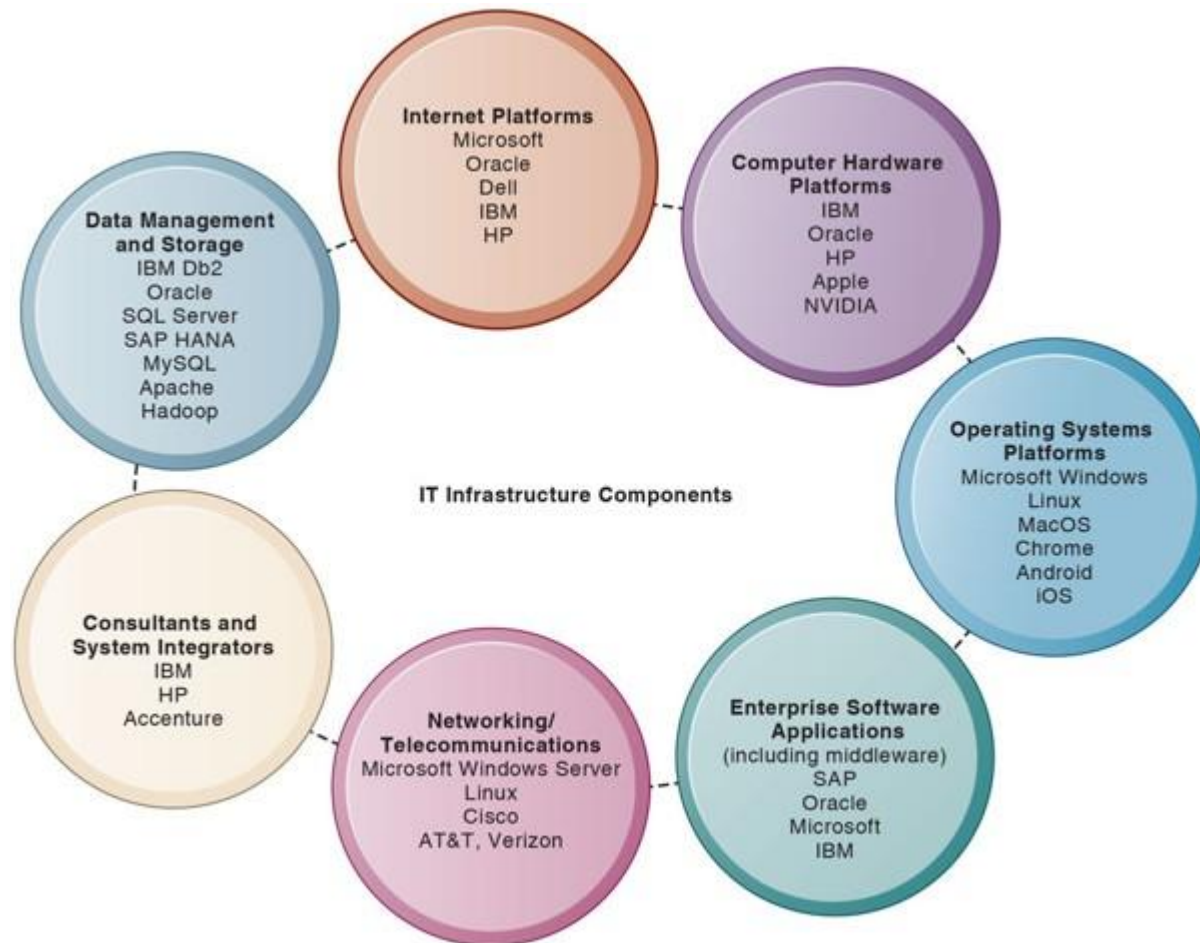 Internet Platforms
Microsoft
Oracle
Dell
IBM
HP
Computer Hardware
Platforms
IBM
Oracle
HP
Apple
NVIDIA
Data Management
and Storage
IBM Db2
Oracle
SQL Server
SAP HANA
MySQL
Apache
Hadoop
Operating Systems
Platforms
Microsoft Windows
Linux
MacOS
Chrome
Android
iOS
IT Infrastructure Components
Consultants and
System Integrators
IBM
HP
Accenture
Networking/
Telecommunications
Microsoft Windows Server
Linux
Cisco
AT&T, Verizon
Enterprise Software
Applications
(including middleware)
SAP
Oracle
Microsoft
IBM